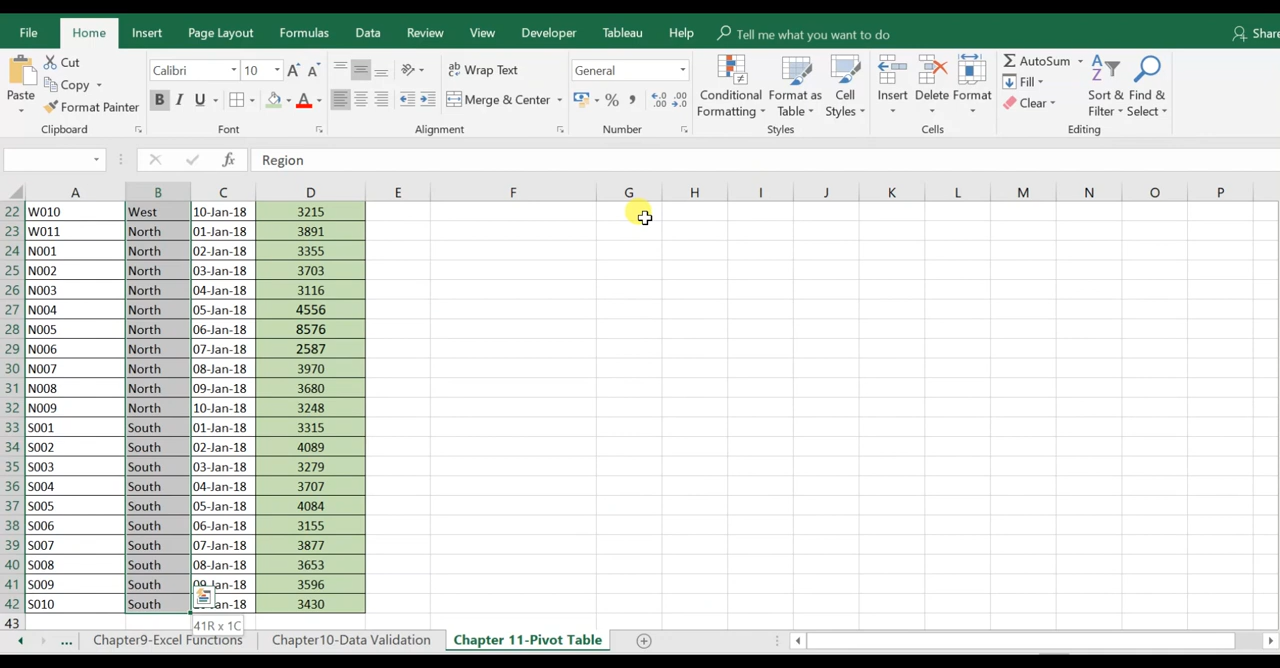 File Home Insert Page Layout Formulas Data Review View Developer Tableau Help Tell me what you want to do Share
Paste Cut Copy Format Painter Clipboard
Calibri 10 A A B I U A Font
Wrap Text Merge & Center Alignment
General % , Number
Conditional Formatting Format as Table Cell Styles Styles
Insert Delete Format Cells
AutoSum Fill Clear Sort & Filter Find & Select Editing
fx Region
A B C D E F G H I J K L M N O P
22 W010 West 10-Jan-18 3215
23 W011 North 01-Jan-18 3891
24 N001 North 02-Jan-18 3355
25 N002 North 03-Jan-18 3703
26 N003 North 04-Jan-18 3116
27 N004 North 05-Jan-18 4556
28 N005 North 06-Jan-18 8576
29 N006 North 07-Jan-18 2587
30 N007 North 08-Jan-18 3970
31 N008 North 09-Jan-18 3680
32 N009 North 10-Jan-18 3248
33 S001 South 01-Jan-18 3315
34 S002 South 02-Jan-18 4089
35 S003 South 03-Jan-18 3279
36 S004 South 04-Jan-18 3707
37 S005 South 05-Jan-18 4084
38 S006 South 06-Jan-18 3155
39 S007 South 07-Jan-18 3877
40 S008 South 08-Jan-18 3653
41 S009 South 09-Jan-18 3596
42 S010 South n-18 3430
43 41R x 1C
... Chapter9-Excel Functions Chapter10-Data Validation Chapter 11-Pivot Table